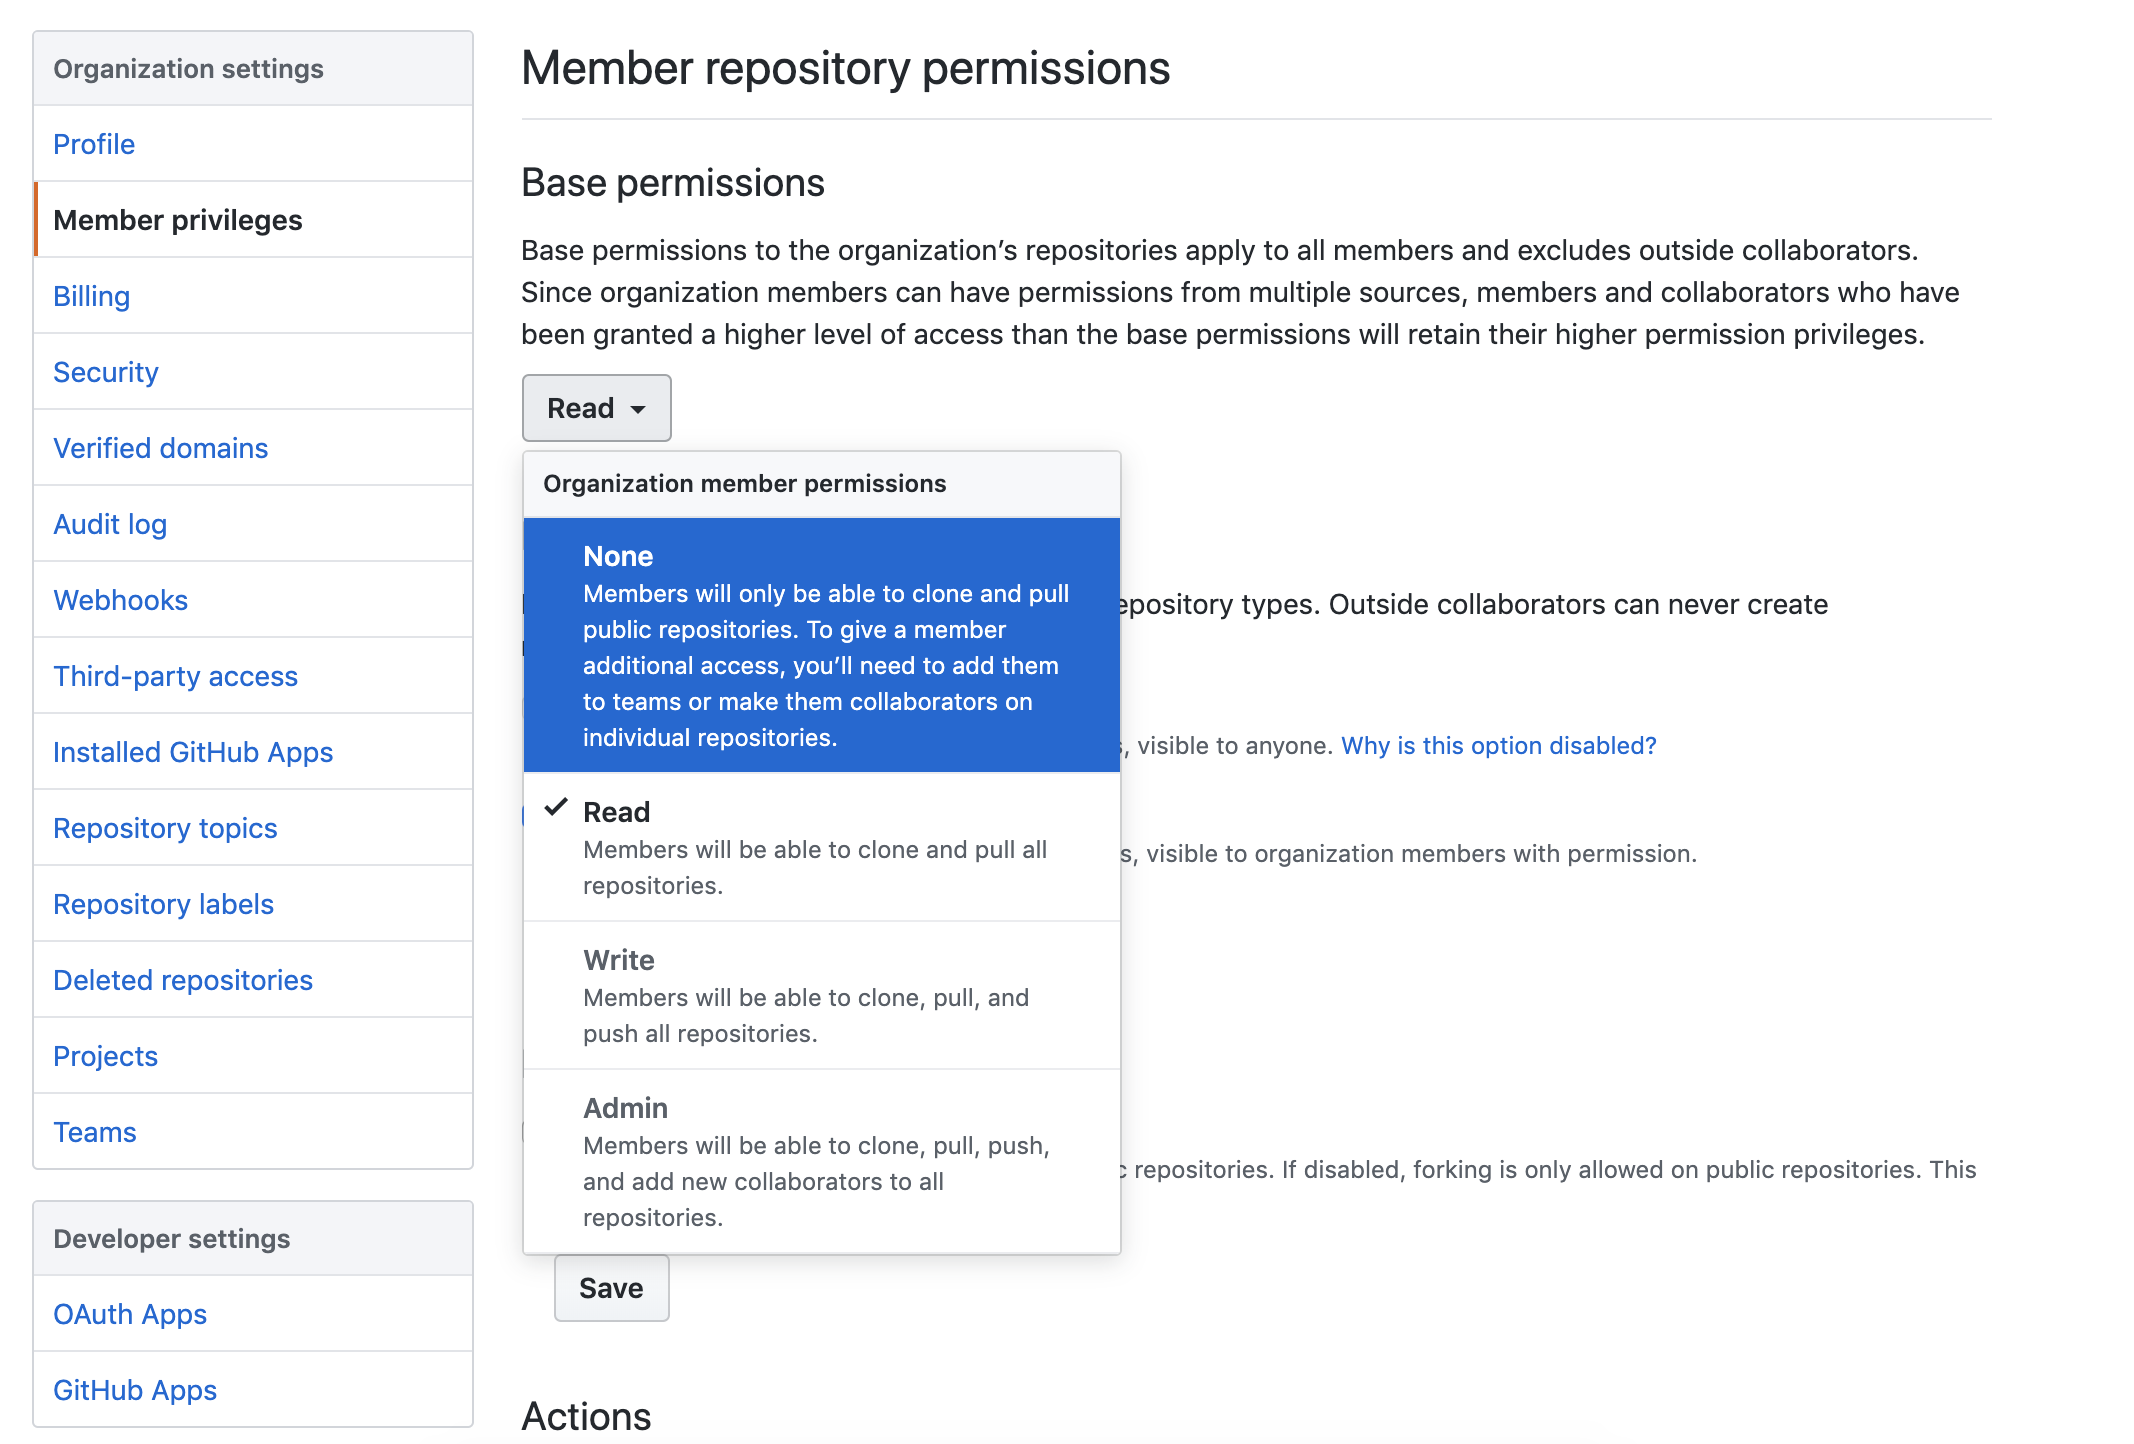 Organization settings
Profile
Member privileges
Billing
Security
Verified domains
Audit log
Webhooks
Third-party access
Installed GitHub Apps
Repository topics
Repository labels
Deleted repositories
Projects
Teams
Developer settings
OAuth Apps
GitHub Apps
Member repository permissions
Base permissions
Base permissions to the organization’s repositories apply to all members and excludes outside collaborators.
Since organization members can have permissions from multiple sources, members and collaborators who have
been granted a higher level of access than the base permissions will retain their higher permission privileges.
Read
Organization member permissions
None
Members will only be able to clone and pull
public repositories. To give a member
additional access, you’ll need to add them
to teams or make them collaborators on
individual repositories.
Read
Members will be able to clone and pull all
repositories.
Write
Members will be able to clone, pull, and
push all repositories.
Admin
Members will be able to clone, pull, push,
and add new collaborators to all
repositories.
epository types. Outside collaborators can never create
s, visible to anyone. Why is this option disabled?
s, visible to organization members with permission.
c repositories. If disabled, forking is only allowed on public repositories. This
Save
Actions